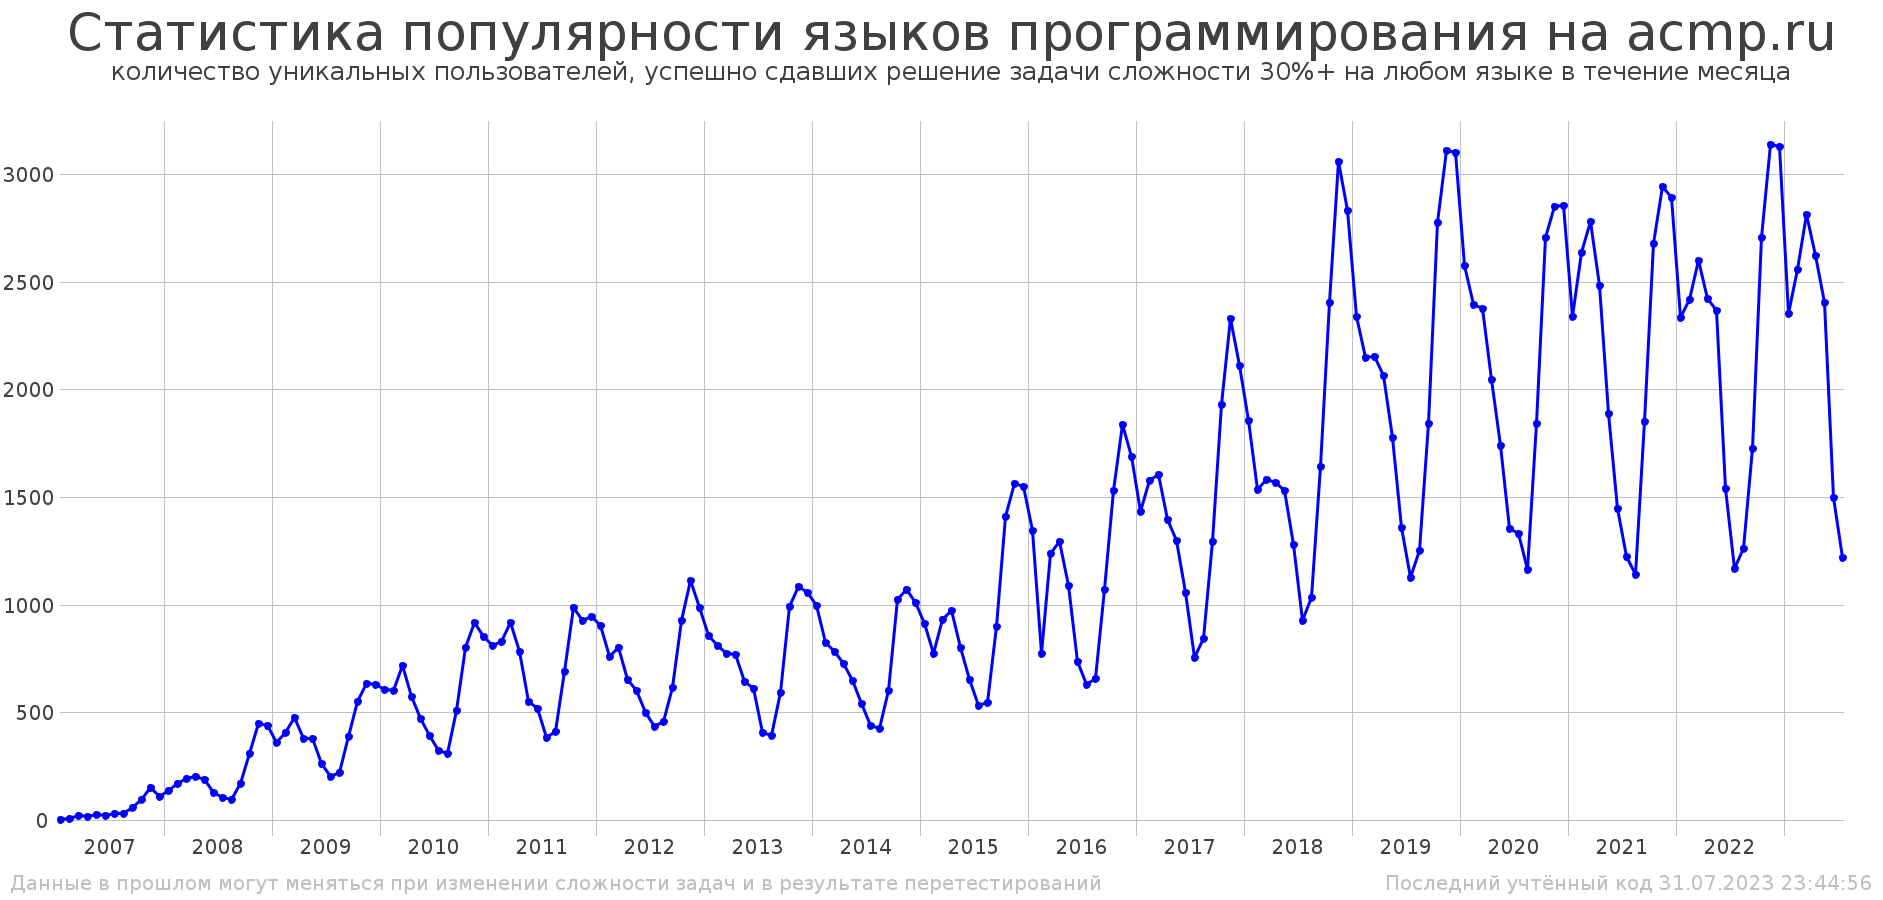 Статистика популярности языков программирования на acmp.ru
количество уникальных пользователей, успешно сдавших решение задачи сложности 30%+ на любом языке в течение месяца
3000
2500
2000
1500
1000
500
0
2007 2008 2009 2010 2011 2012 2013 2014 2015 2016 2017 2018 2019 2020 2021 2022
Данные в прошлом могут меняться при изменении сложности задач и в результате перетестирований
Последний учтённый код 31.07.2023 23:44:56